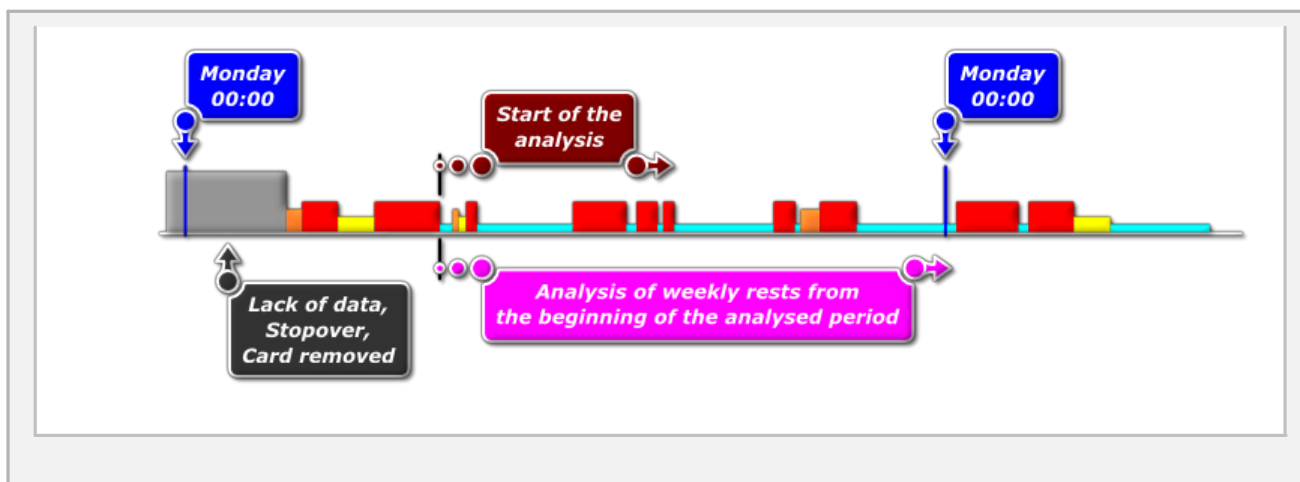 Monday
00:00
Monday
00:00
Start of the
analysis
Analysis of weekly rests from
the beginning of the analysed period
Lack of data,
Stopover,
Card removed